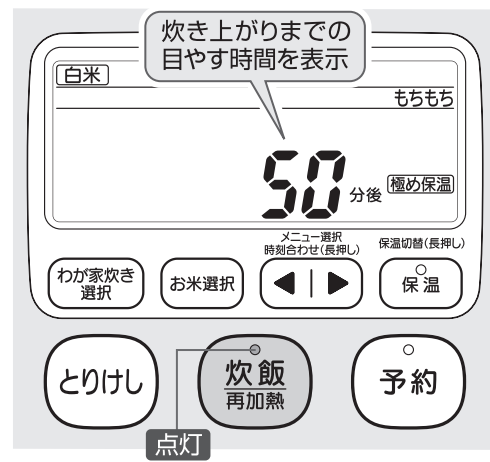 炊き上がりまでの
目やす時間を表示
白米
もちもち
50分後 極め保温
メニュー選択
時刻合わせ(長押し)
保温切替(長押し)
わが家炊き
選択
お米選択
保温
とりけし
炊飯
再加熱
予約
点灯